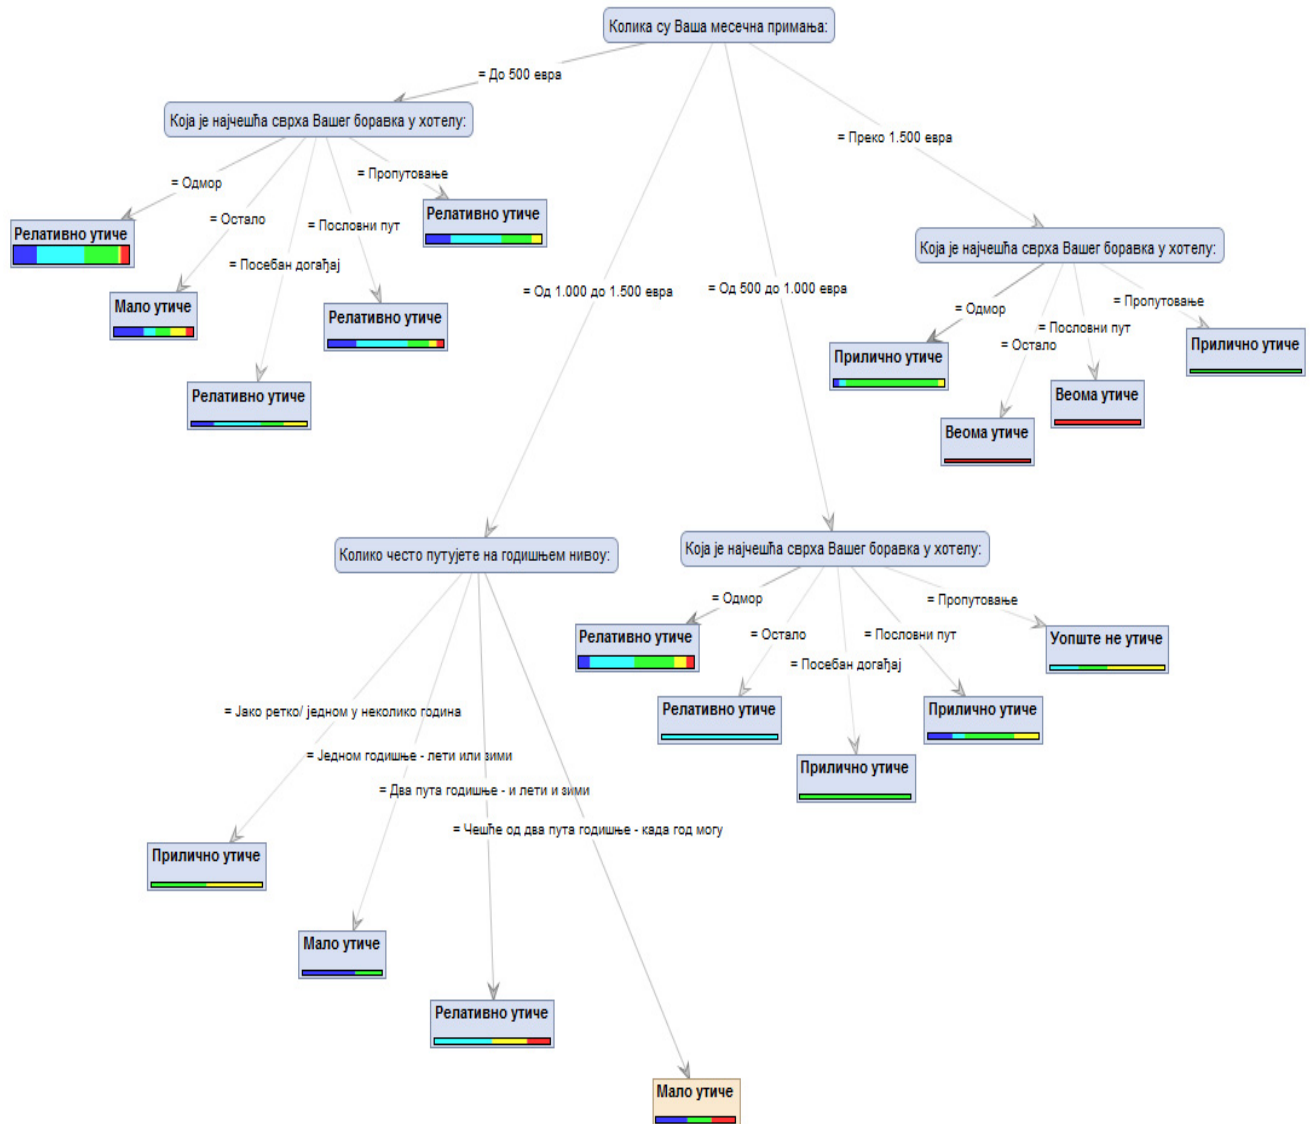 Колика су Ваша месечна примања:
= До 500 евра
Која је најчешћа сврха Вашег боравка у хотелу:
= Преко 1.500 евра
= Одмор
= Пропутовање
= Остало
= Пословни пут
= Посебан догађај
Релативно утиче
Релативно утиче
Мало утиче
Релативно утиче
Релативно утиче
= Од 1.000 до 1.500 евра
= Од 500 до 1.000 евра
Која је најчешћа сврха Вашег боравка у хотелу:
= Одмор
= Пропутовање
= Пословни пут
= Остало
Прилично утиче
Прилично утиче
Веома утиче
Веома утиче
Колико често путујете на годишњем нивоу:
Која је најчешћа сврха Вашег боравка у хотелу:
= Одмор
= Пропутовање
= Остало
= Пословни пут
= Посебан догађај
Релативно утиче
Уопште не утиче
Релативно утиче
Прилично утиче
Прилично утиче
= Јако ретко/ једном у неколико година
= Једном годишње - лети или зими
= Два пута годишње - и лети и зими
= Чешће од два пута годишње - када год могу
Прилично утиче
Мало утиче
Релативно утиче
Мало утиче